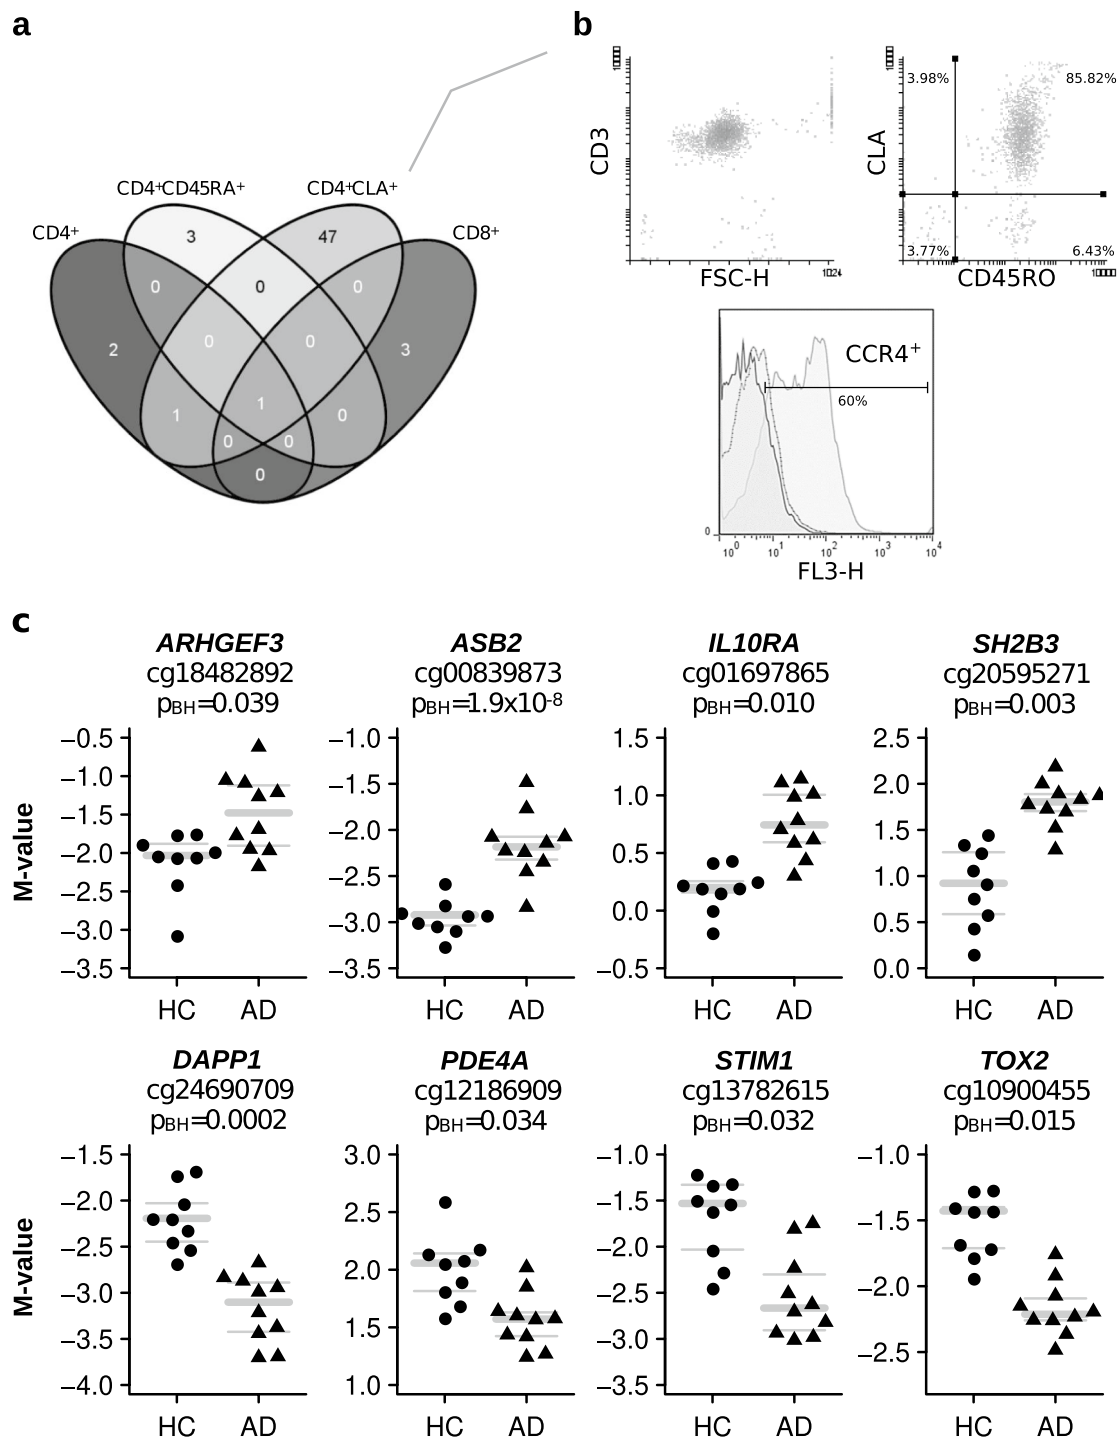 a
b
CD4⁺CD45RA⁺
CD4⁺CLA⁺
CD4⁺
CD8⁺
3
47
0
0
0
2
0
0
3
1
1
0
0
0
0
CD3
FSC-H
1024
CLA
3.98%
85.82%
3.77%
6.43%
CD45RO
CCR4⁺
60%
0
10⁰
10¹
10²
10³
10⁴
FL3-H
c
ARHGEF3
cg18482892
pBH=0.039
M-value
−0.5
−1.0
−1.5
−2.0
−2.5
−3.0
−3.5
HC
AD
ASB2
cg00839873
pBH=1.9x10⁻⁸
−1.0
−1.5
−2.0
−2.5
−3.0
−3.5
HC
AD
IL10RA
cg01697865
pBH=0.010
1.5
1.0
0.5
0.0
−0.5
HC
AD
SH2B3
cg20595271
pBH=0.003
2.5
2.0
1.5
1.0
0.5
0.0
HC
AD
DAPP1
cg24690709
pBH=0.0002
M-value
−1.5
−2.0
−2.5
−3.0
−3.5
−4.0
HC
AD
PDE4A
cg12186909
pBH=0.034
3.0
2.5
2.0
1.5
1.0
HC
AD
STIM1
cg13782615
pBH=0.032
−1.0
−1.5
−2.0
−2.5
−3.0
−3.5
HC
AD
TOX2
cg10900455
pBH=0.015
−1.0
−1.5
−2.0
−2.5
HC
AD